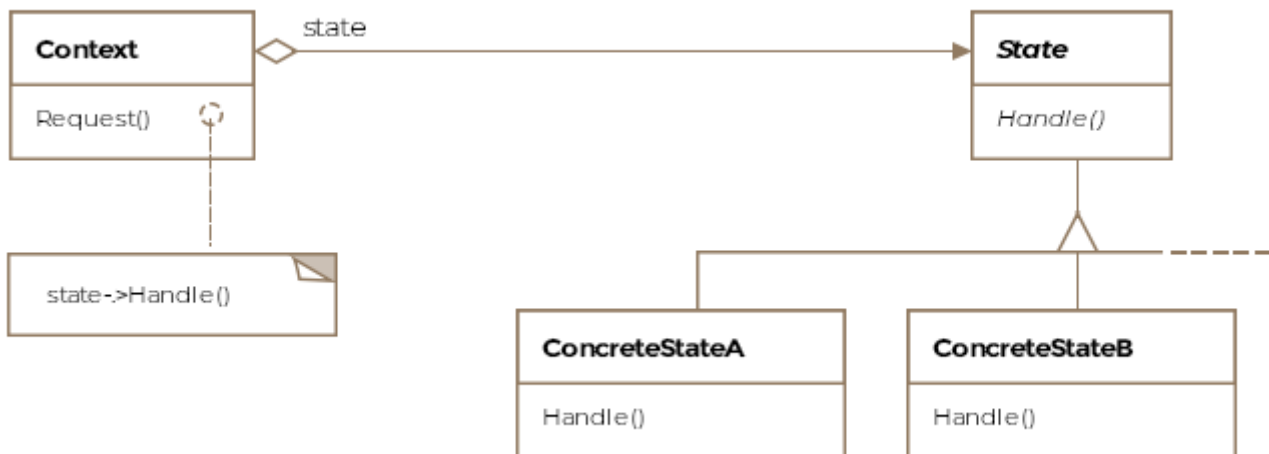 state
Context
State
Request()
Handle()
state->Handle()
ConcreteStateA
ConcreteStateB
Handle()
Handle()